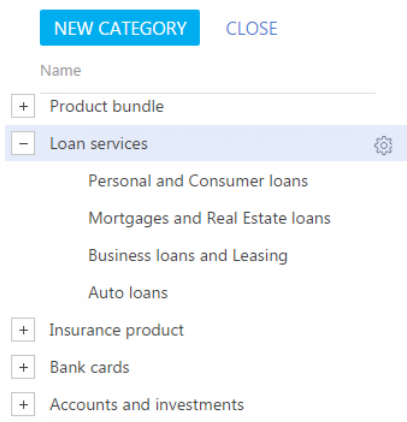 NEW CATEGORY CLOSE
Name
Product bundle
Loan services
Personal and Consumer loans
Mortgages and Real Estate loans
Business loans and Leasing
Auto loans
Insurance product
Bank cards
Accounts and investments